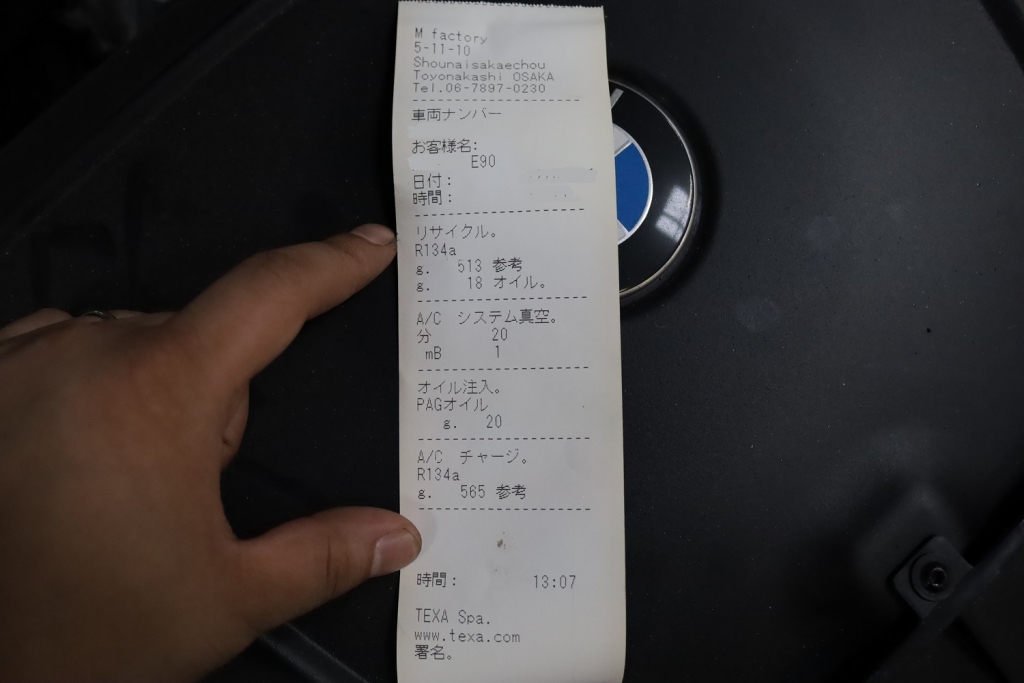 M factory
5-11-10
Shounaisakaechou
Toyonakashi OSAKA
Tel.06-7897-0230
車両ナンバー
お客様名:
E90
日付:
時間:
リサイクル。
R134a
g. 513 参考
g. 18 オイル。
A/C システム真空。
分 20
mB 1
オイル注入。
PAGオイル
g. 20
A/C チャージ。
R134a
g. 565 参考
時間: 13:07
TEXA Spa.
www.texa.com
署名。